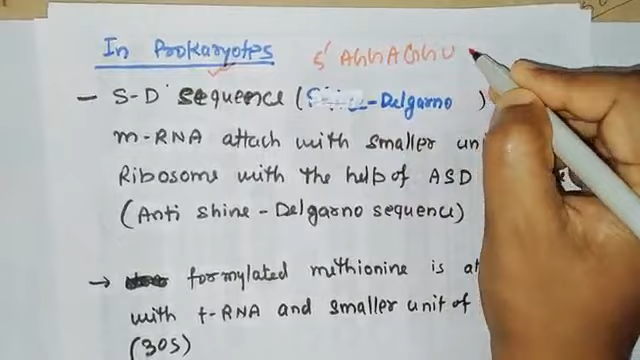 In Prokaryotes 5' AGGAGGU
- S-D sequence ( -Delgarno )
m-RNA attach with smaller un
Ribosome with the help of ASD
(Anti shine - Delgarno sequence)
→ formylated methionine is at
with t-RNA and smaller unit of
(30S)